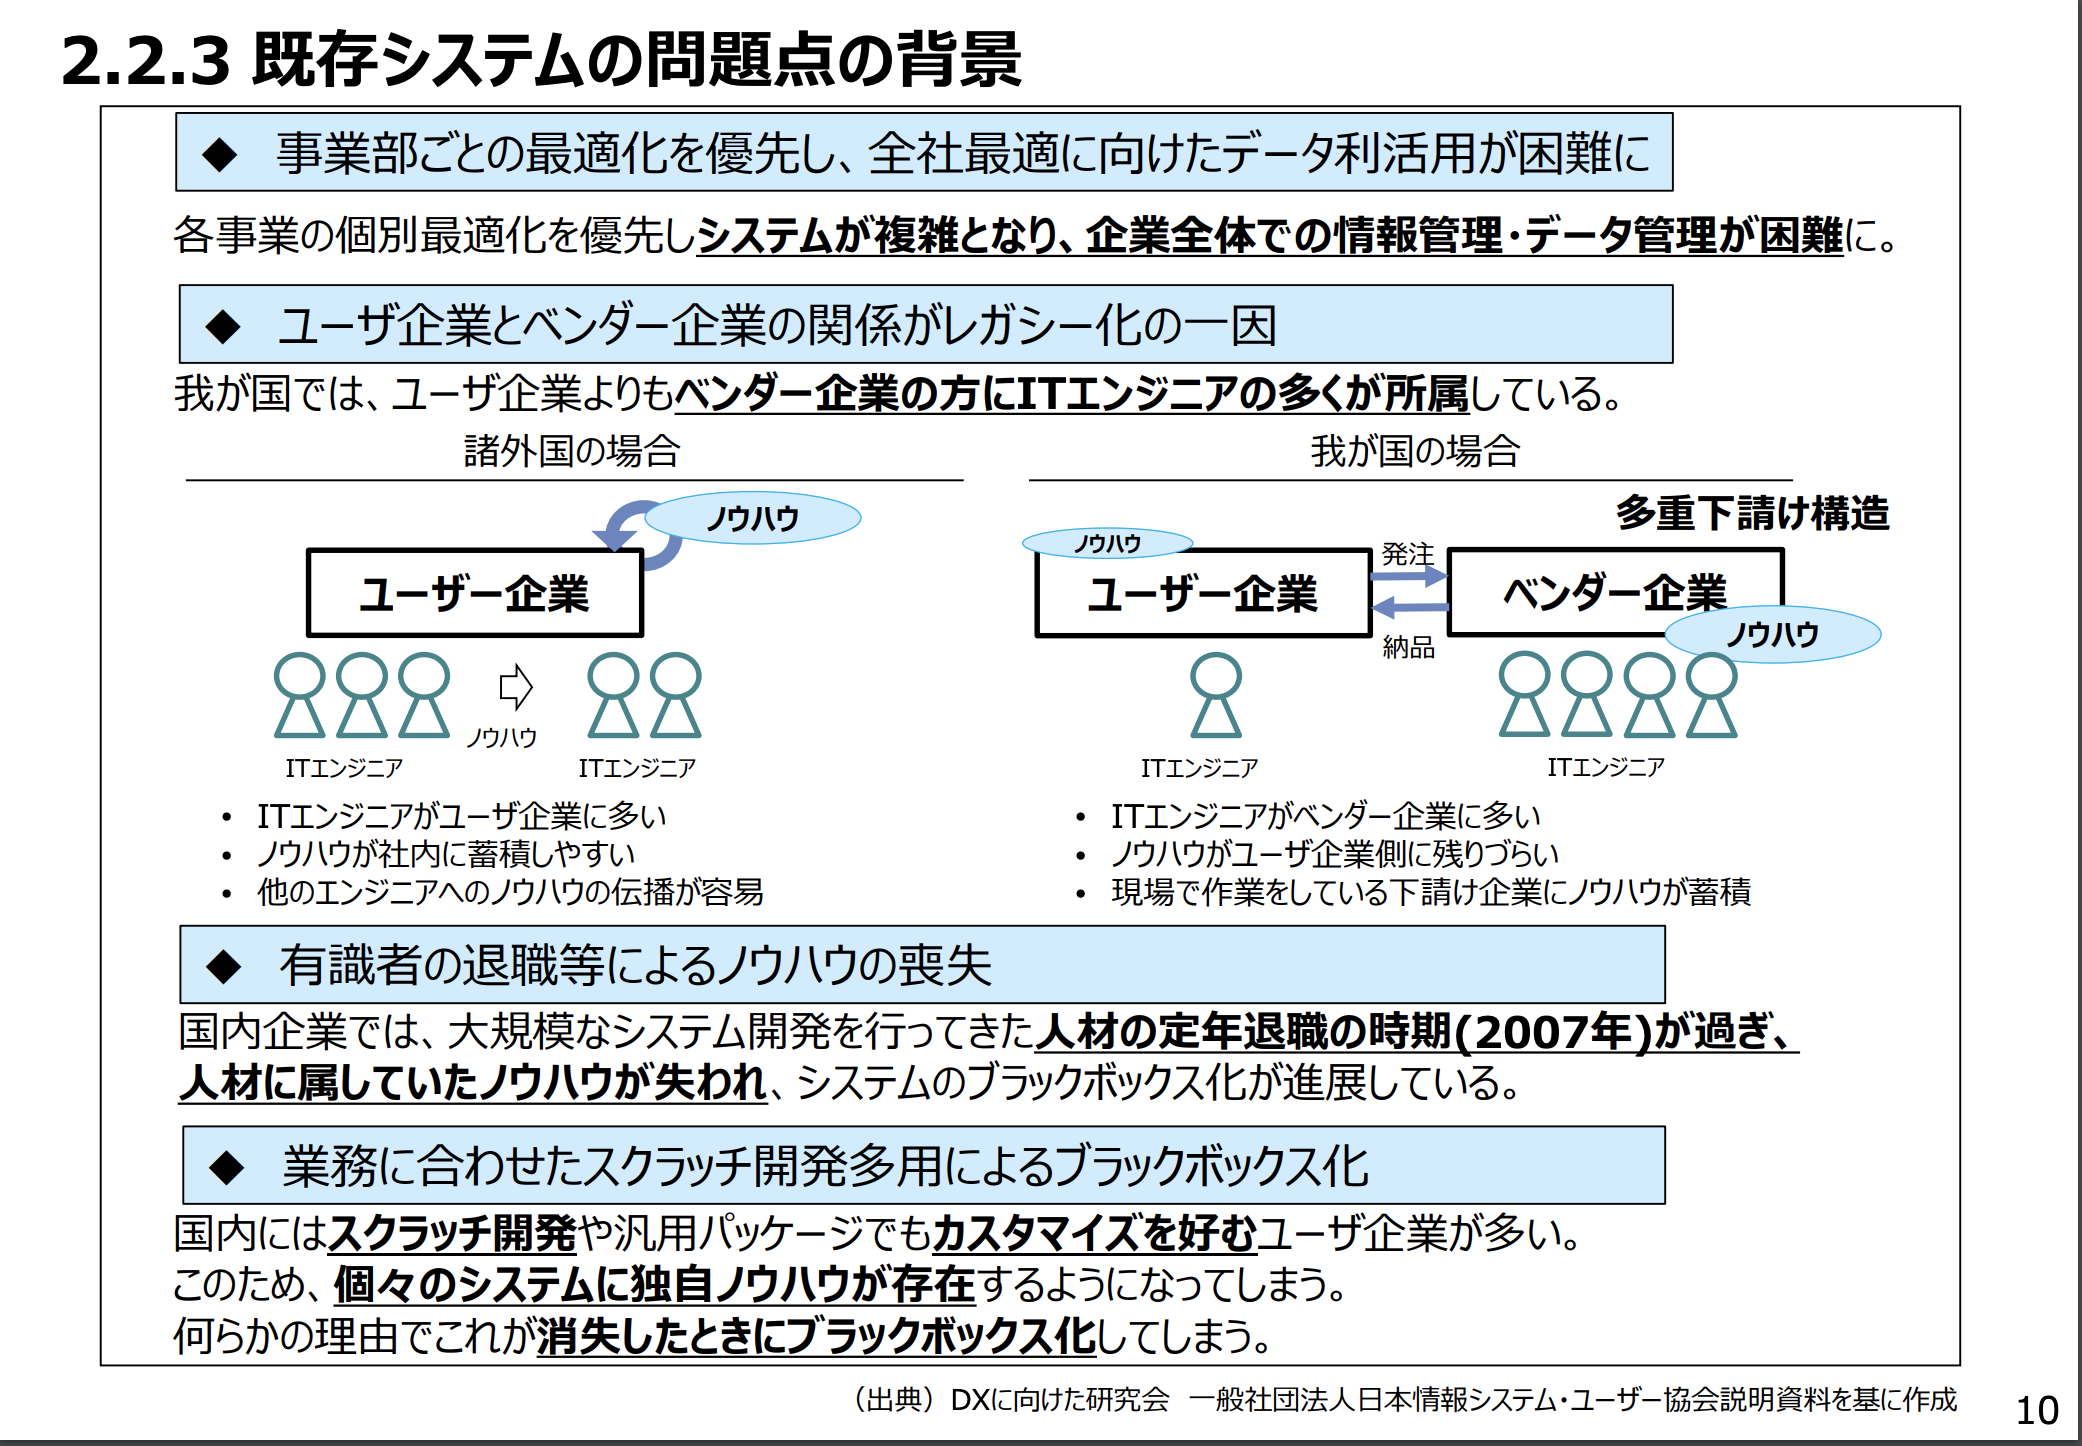 2.2.3 既存システムの問題点の背景
◆ 事業部ごとの最適化を優先し、全社最適に向けたデータ利活用が困難に
各事業の個別最適化を優先しシステムが複雑となり、企業全体での情報管理・データ管理が困難に。
◆ ユーザ企業とベンダー企業の関係がレガシー化の一因
我が国では、ユーザ企業よりもベンダー企業の方にITエンジニアの多くが所属している。
諸外国の場合
ノウハウ
ユーザー企業
ノウハウ
ITエンジニア
ITエンジニア
• ITエンジニアがユーザ企業に多い
• ノウハウが社内に蓄積しやすい
• 他のエンジニアへのノウハウの伝播が容易
我が国の場合
多重下請け構造
ノウハウ
ユーザー企業
発注
納品
ベンダー企業
ノウハウ
ITエンジニア
ITエンジニア
• ITエンジニアがベンダー企業に多い
• ノウハウがユーザ企業側に残りづらい
• 現場で作業をしている下請け企業にノウハウが蓄積
◆ 有識者の退職等によるノウハウの喪失
国内企業では、大規模なシステム開発を行ってきた人材の定年退職の時期(2007年)が過ぎ、
人材に属していたノウハウが失われ、システムのブラックボックス化が進展している。
◆ 業務に合わせたスクラッチ開発多用によるブラックボックス化
国内にはスクラッチ開発や汎用パッケージでもカスタマイズを好むユーザ企業が多い。
このため、個々のシステムに独自ノウハウが存在するようになってしまう。
何らかの理由でこれが消失したときにブラックボックス化してしまう。
（出典）DXに向けた研究会 一般社団法人日本情報システム・ユーザー協会説明資料を基に作成
10